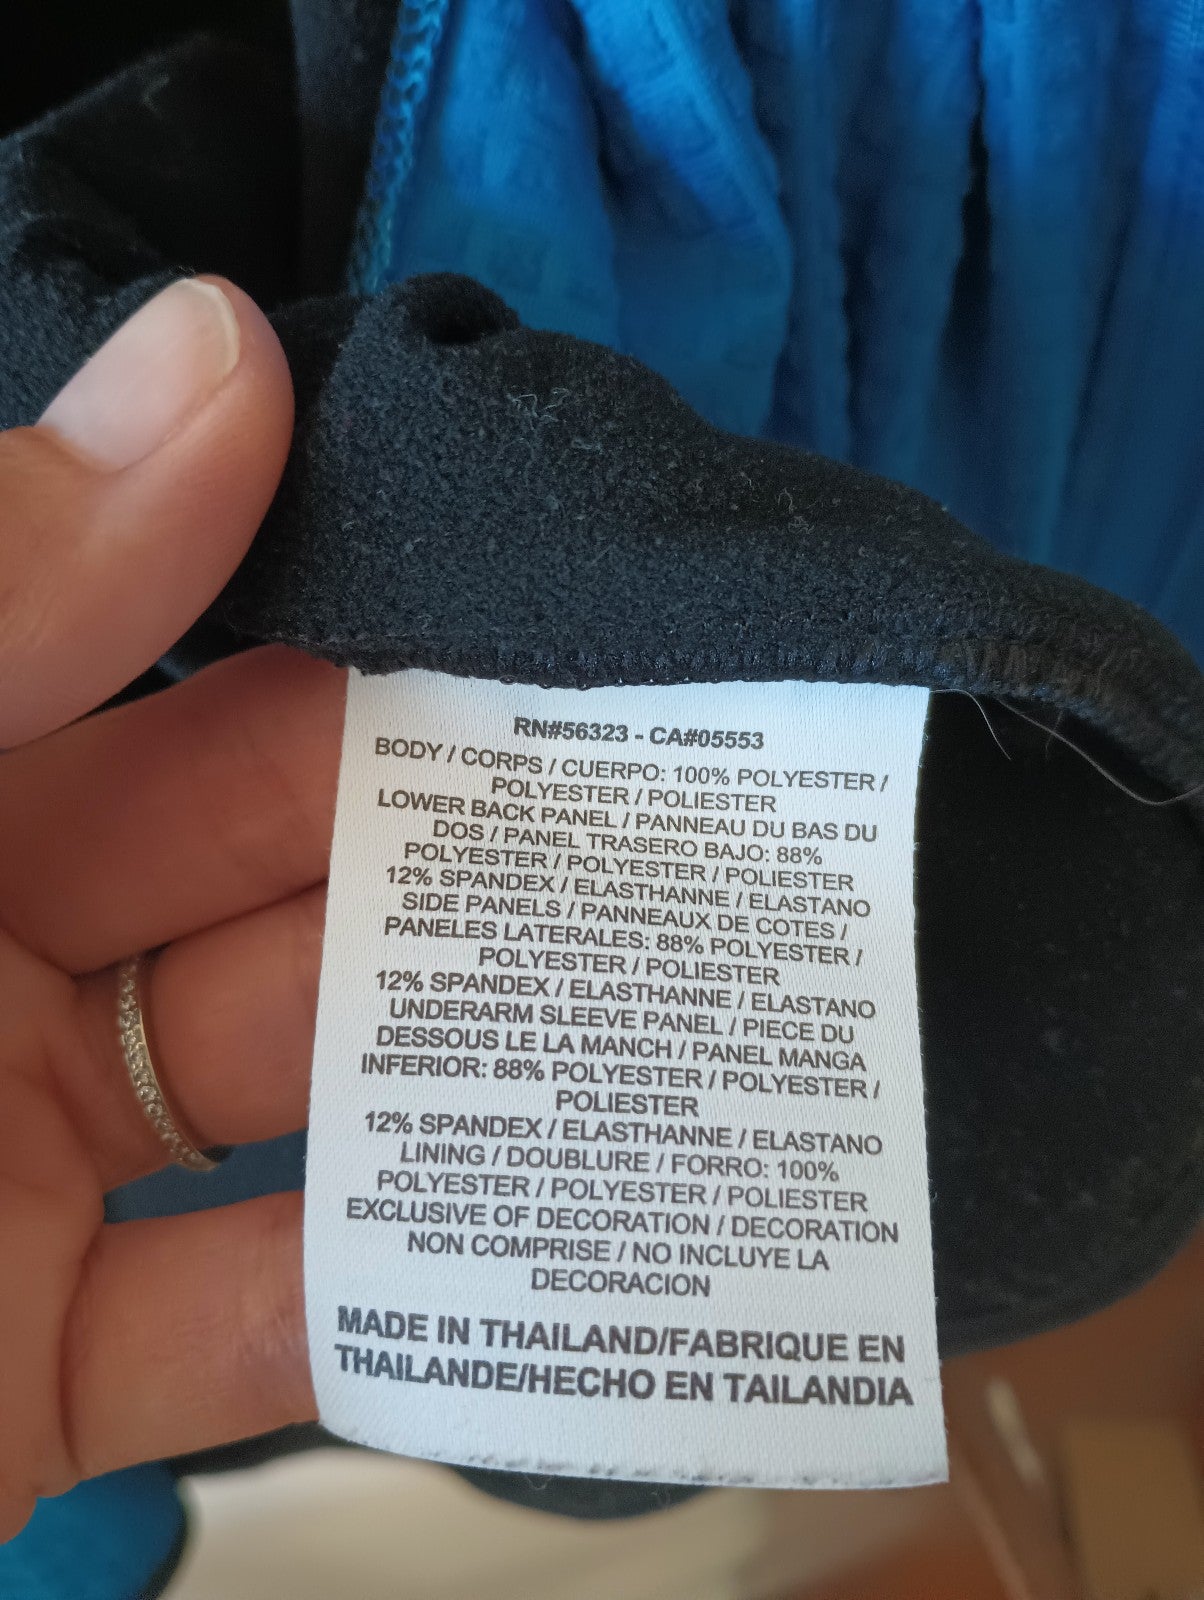 RN#56323 - CA#05553
BODY / CORPS / CUERPO: 100% POLYESTER /
POLYESTER / POLIESTER
LOWER BACK PANEL / PANNEAU DU BAS DU
DOS / PANEL TRASERO BAJO: 88%
POLYESTER / POLYESTER / POLIESTER
12% SPANDEX / ELASTHANNE / ELASTANO
SIDE PANELS / PANNEAUX DE COTES /
PANELES LATERALES: 88% POLYESTER /
POLYESTER / POLIESTER
12% SPANDEX / ELASTHANNE / ELASTANO
UNDERARM SLEEVE PANEL / PIECE DU
DESSOUS LE LA MANCH / PANEL MANGA
INFERIOR: 88% POLYESTER / POLYESTER /
POLIESTER
12% SPANDEX / ELASTHANNE / ELASTANO
LINING / DOUBLURE / FORRO: 100%
POLYESTER / POLYESTER / POLIESTER
EXCLUSIVE OF DECORATION / DECORATION
NON COMPRISE / NO INCLUYE LA
DECORACION
MADE IN THAILAND/FABRIQUE EN
THAILANDE/HECHO EN TAILANDIA